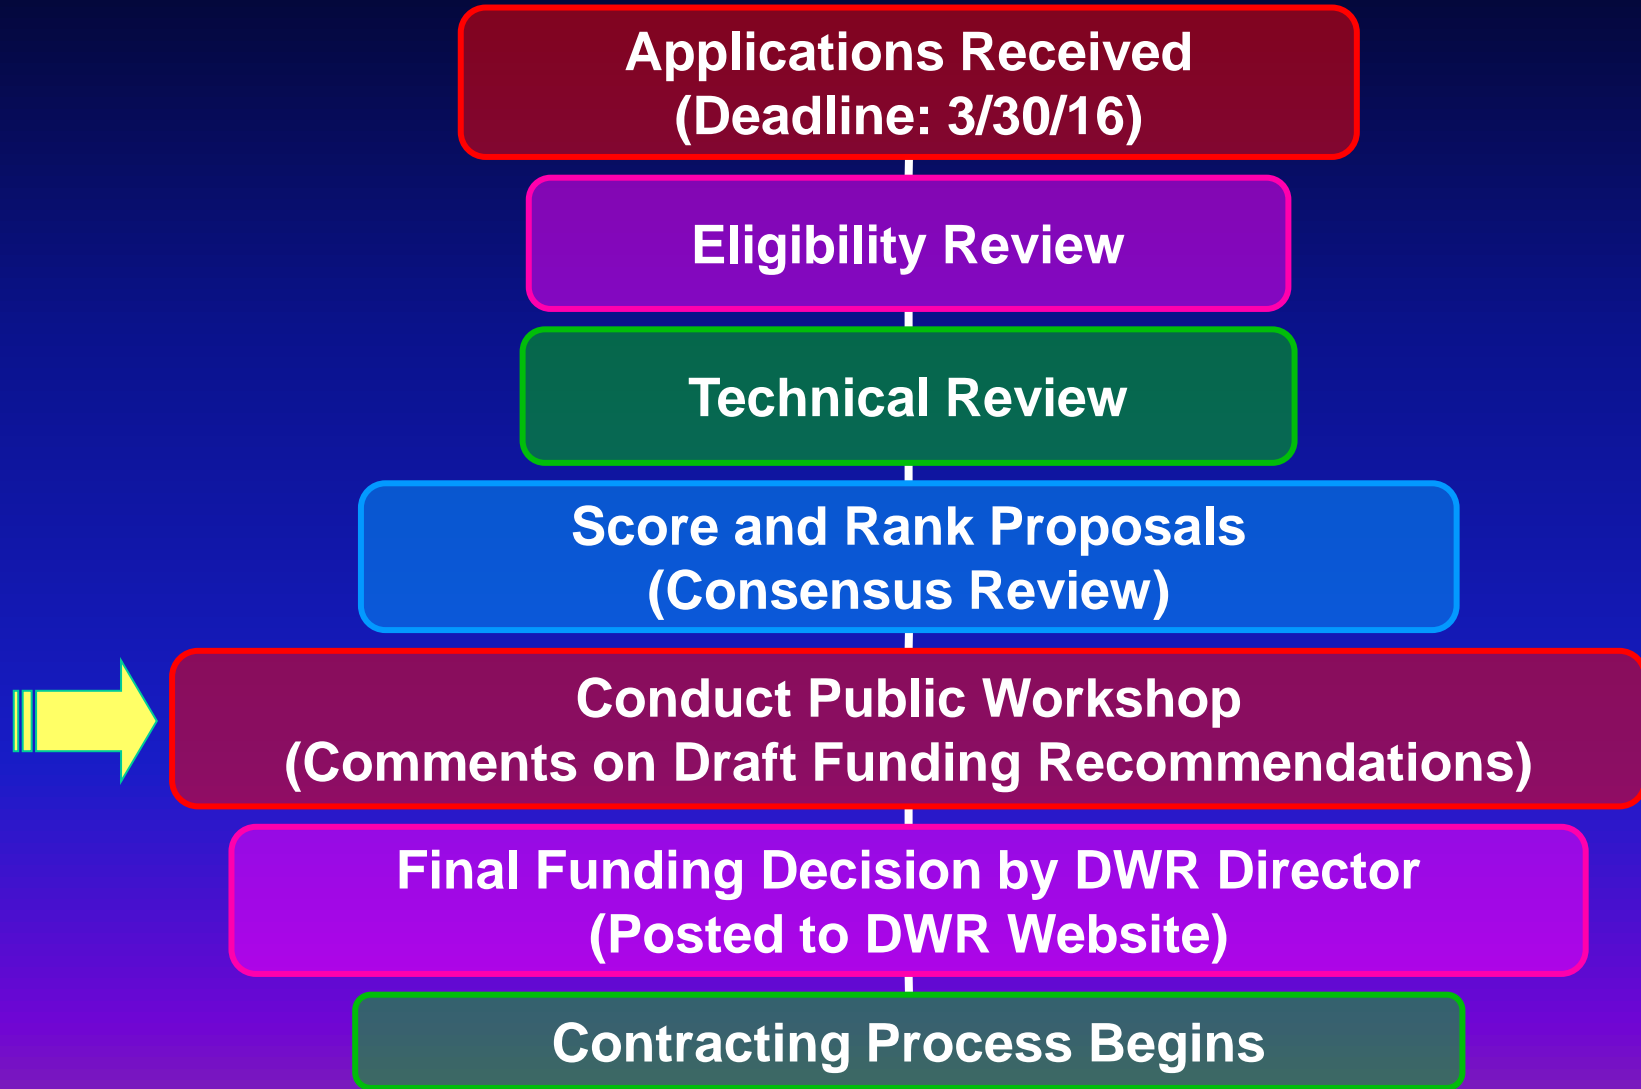 Applications Received
(Deadline: 3/30/16)
Eligibility Review
Technical Review
Score and Rank Proposals
(Consensus Review)
Conduct Public Workshop
(Comments on Draft Funding Recommendations)
Final Funding Decision by DWR Director
(Posted to DWR Website)
Contracting Process Begins